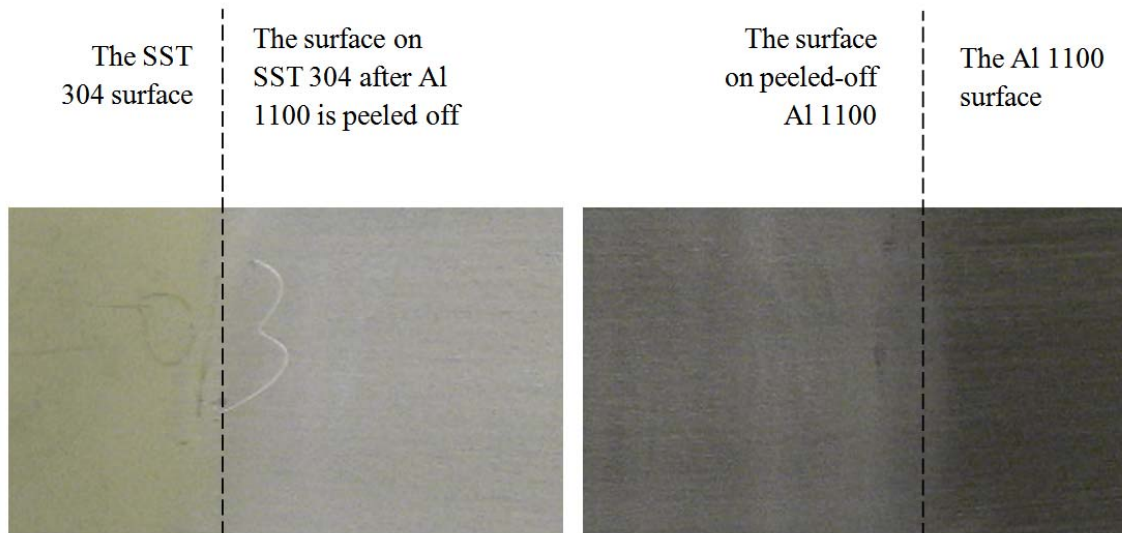 The SST
304 surface
The surface on
SST 304 after Al
1100 is peeled off
The surface
on peeled-off
Al 1100
The Al 1100
surface